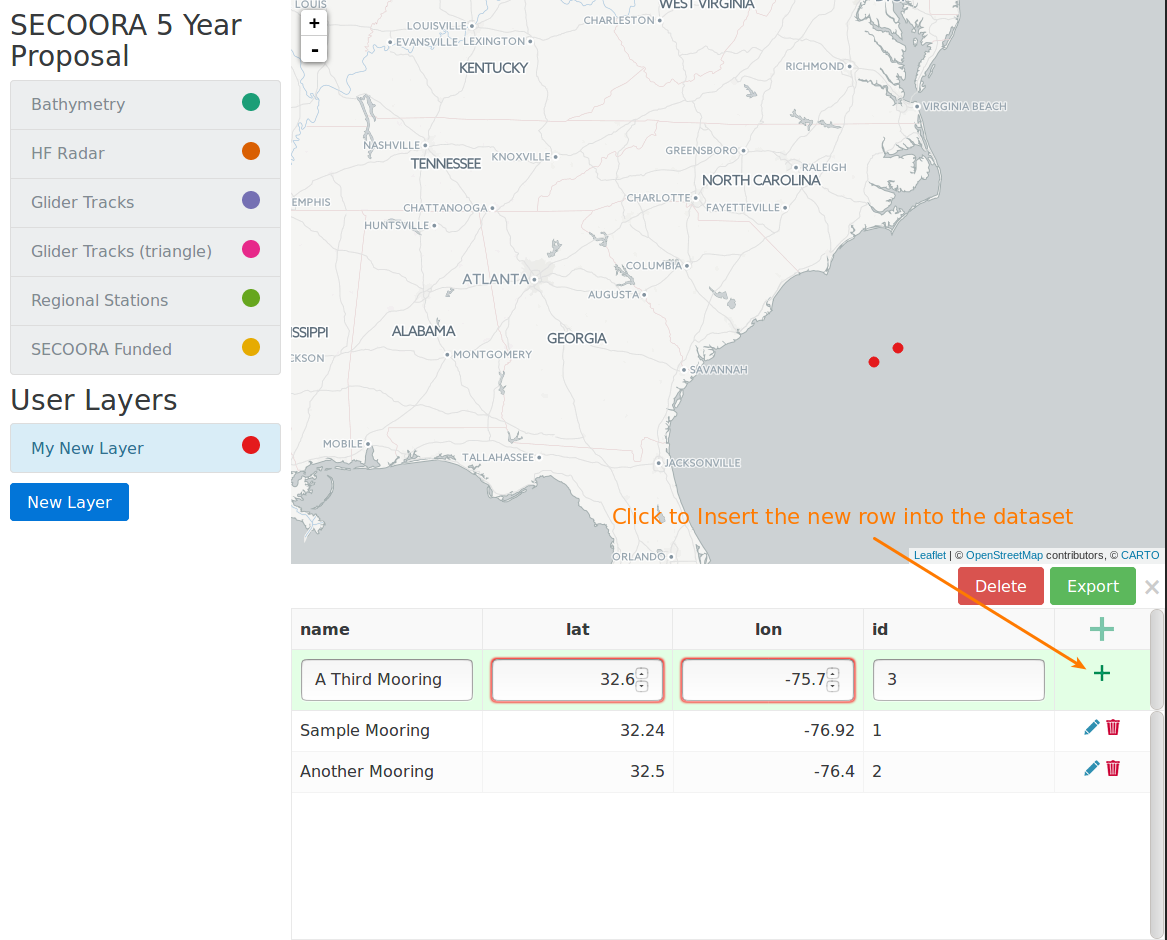 SECOORA 5 Year
Proposal
Bathymetry
HF Radar
Glider Tracks
Glider Tracks (triangle)
Regional Stations
SECOORA Funded
User Layers
My New Layer
New Layer
+
-
LOUIS
WEST VIRGINIA
CHARLESTON
LOUISVILLE
EVANSVILLE
LEXINGTON
KENTUCKY
RICHMOND
VIRGINIA BEACH
NASHVILLE
TENNESSEE
KNOXVILLE
GREENSBORO
RALEIGH
NORTH CAROLINA
EMPHIS
CHATTANOOGA
CHARLOTTE
FAYETTEVILLE
HUNTSVILLE
COLUMBIA
ATLANTA
AUGUSTA
ISSIPPI
ALABAMA
GEORGIA
CKSON
MONTGOMERY
SAVANNAH
MOBILE
TALLAHASSEE
JACKSONVILLE
Click to Insert the new row into the dataset
ORLANDO
Leaflet | © OpenStreetMap contributors, © CARTO
Delete
Export
×
name lat lon id +
A Third Mooring 32.6 -75.7 3 +
Sample Mooring 32.24 -76.92 1
Another Mooring 32.5 -76.4 2